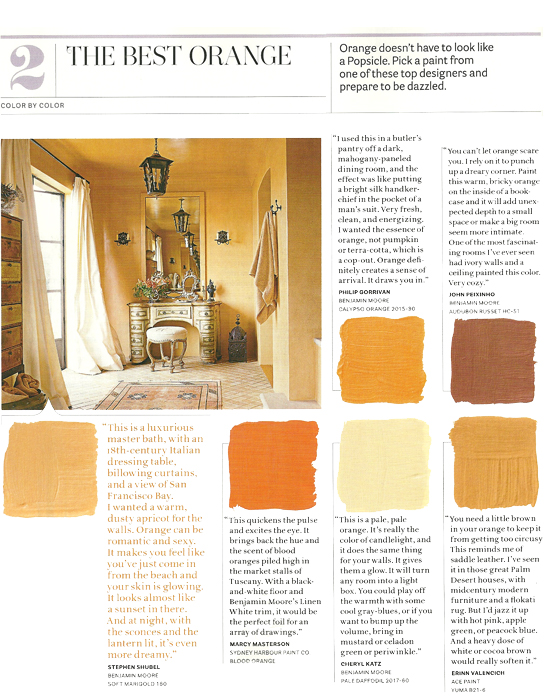 2
THE BEST ORANGE
Orange doesn't have to look like
a Popsicle. Pick a paint from
one of these top designers and
prepare to be dazzled.
COLOR BY COLOR
"I used this in a butler's
pantry off a dark,
mahogany-paneled
dining room, and the
effect was like putting
a bright silk handker-
chief in the pocket of a
man's suit. Very fresh,
clean, and energizing.
I wanted the essence of
orange, not pumpkin
or terra-cotta, which is
a cop-out. Orange defi-
nitely creates a sense of
arrival. It draws you in."
PHILIP GORRIVAN
BENJAMIN MOORE
CALYPSO ORANGE 2015-30
"You can't let orange scare
you. I rely on it to punch
up a dreary corner. Paint
this warm, bricky orange
on the inside of a book-
case and it will add unex-
pected depth to a small
space or make a big room
seem more intimate.
One of the most fascinat-
ing rooms I've ever seen
had ivory walls and a
ceiling painted this color.
Very cozy."
JOHN PEIXINHO
BENJAMIN MOORE
AUDUBON RUSSET HC-51
"This is a luxurious
master bath, with an
18th-century Italian
dressing table,
billowing curtains,
and a view of San
Francisco Bay.
I wanted a warm,
dusty apricot for the
walls. Orange can be
romantic and sexy.
It makes you feel like
you've just come in
from the beach and
your skin is glowing.
It looks almost like
a sunset in there.
And at night, with
the sconces and the
lantern lit, it's even
more dreamy."
STEPHEN SHUBEL
BENJAMIN MOORE
SOFT MARIGOLD 160
"This quickens the pulse
and excites the eye. It
brings back the hue and
the scent of blood
oranges piled high in
the market stalls of
Tuscany. With a black-
and-white floor and
Benjamin Moore's Linen
White trim, it would be
the perfect foil for an
array of drawings."
MARCY MASTERSON
SYDNEY HARBOUR PAINT CO
BLOOD ORANGE
"This is a pale, pale
orange. It's really the
color of candlelight, and
it does the same thing
for your walls. It gives
them a glow. It will turn
any room into a light
box. You could play off
the warmth with some
cool gray-blues, or if you
want to bump up the
volume, bring in
mustard or celadon
green or periwinkle."
CHERYL KATZ
BENJAMIN MOORE
PALE DAFFODIL 2017-60
"You need a little brown
in your orange to keep it
from getting too circusy
This reminds me of
saddle leather. I've seen
it in those great Palm
Desert houses, with
midcentury modern
furniture and a flokati
rug. But I'd jazz it up
with hot pink, apple
green, or peacock blue.
And a heavy dose of
white or cocoa brown
would really soften it."
ERINN VALENCICH
ACE PAINT
YUMA B21-6